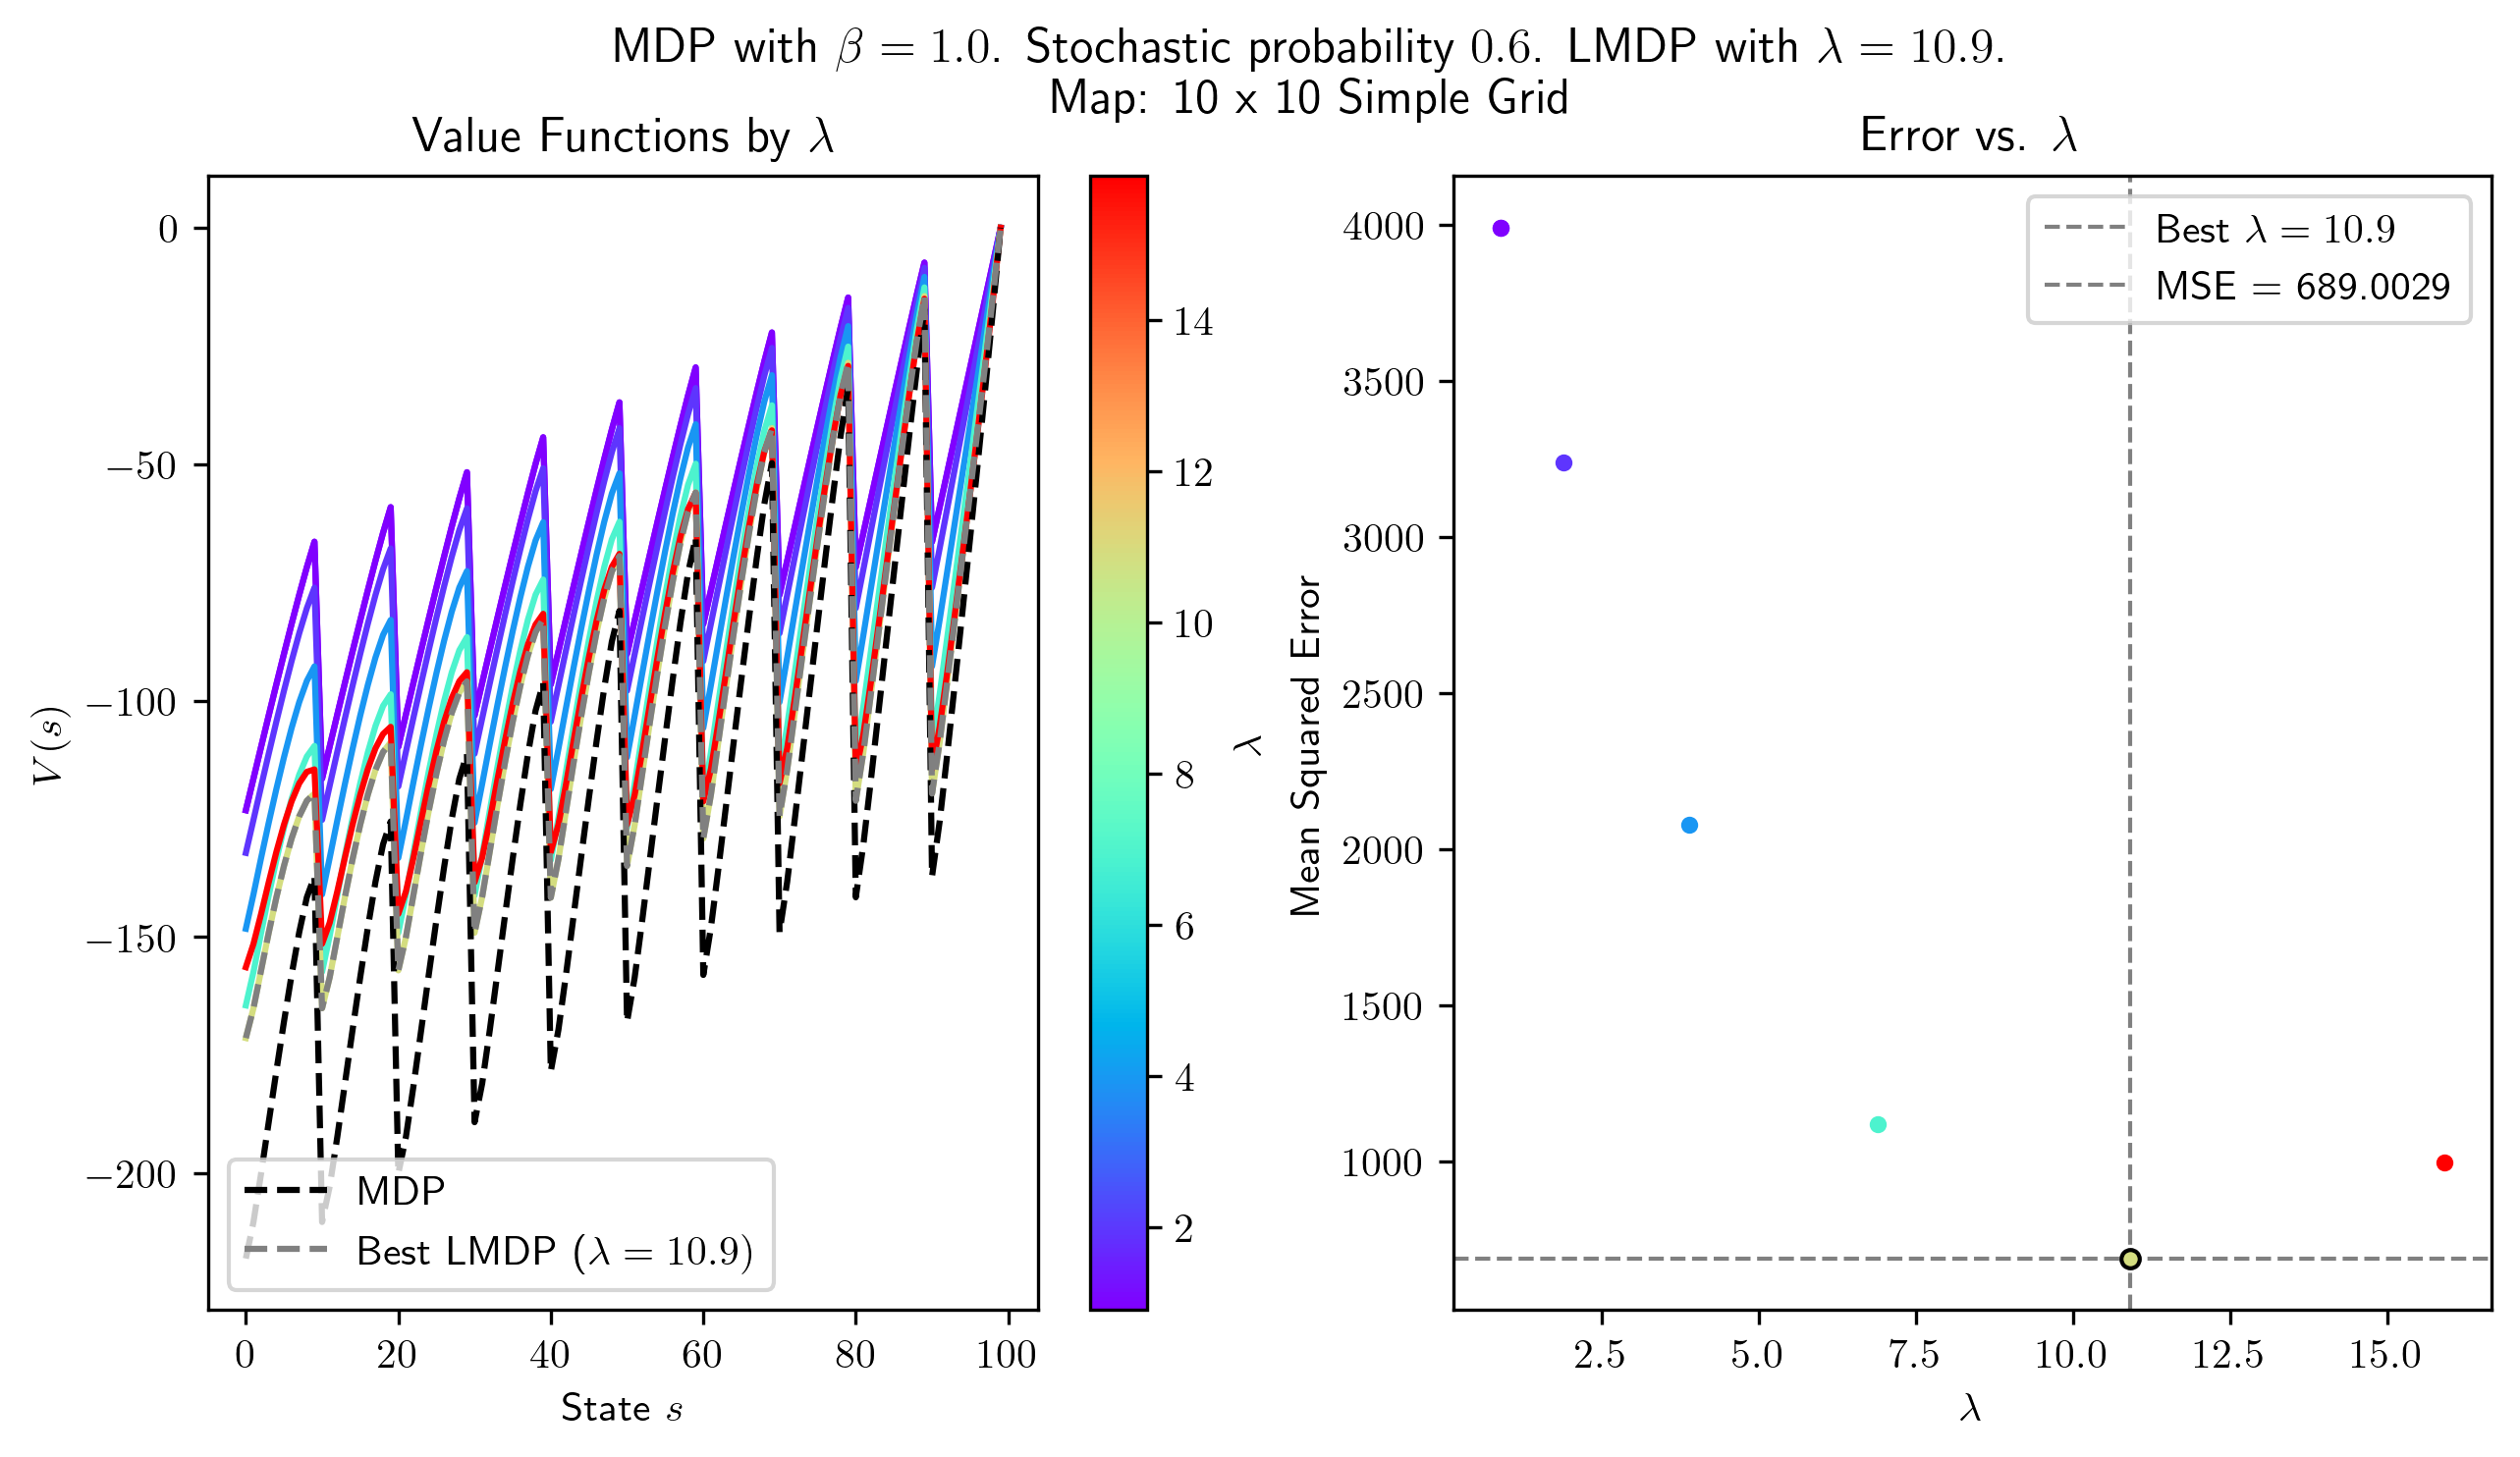 MDP with β = 1.0. Stochastic probability 0.6. LMDP with λ = 10.9.
Map: 10 x 10 Simple Grid
Value Functions by λ
0
−50
−100
−150
−200
V(s)
0 20 40 60 80 100
State s
MDP
Best LMDP (λ = 10.9)
14
12
10
8
6
4
2
λ
Error vs. λ
4000
3500
3000
2500
2000
1500
1000
Mean Squared Error
2.5 5.0 7.5 10.0 12.5 15.0
λ
Best λ = 10.9
MSE = 689.0029